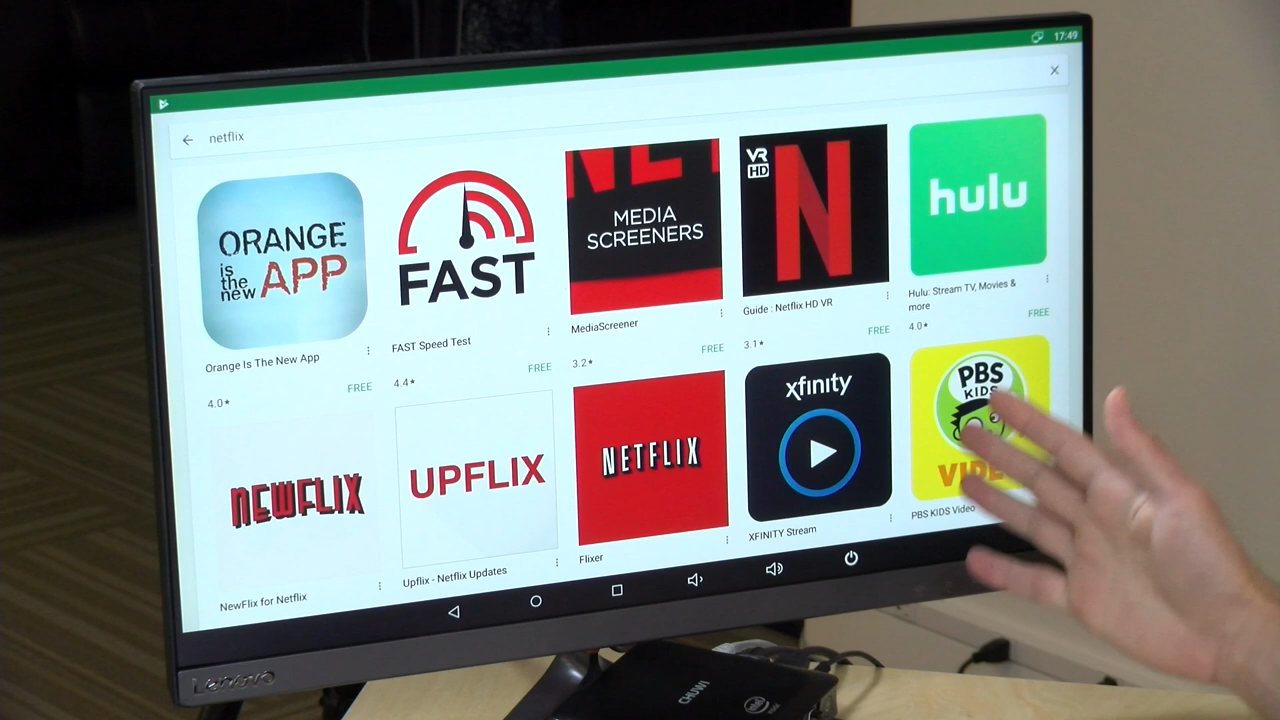 17:49
netflix
ORANGE
is
the
new APP
Orange Is The New App
FREE
4.0★
FAST
FAST Speed Test
FREE
4.4★
NET
MEDIA
SCREENERS
MediaScreener
FREE
3.2★
VR
HD
N
Guide : Netflix HD VR
FREE
3.1★
hulu
Hulu: Stream TV, Movies &
more
FREE
4.0★
NEWFLIX
NewFlix for Netflix
UPFLIX
Upflix - Netflix Updates
NETFLIX
Flixer
xfinity
XFINITY Stream
PBS
KIDS
VIDE
PBS KIDS Video
Lenovo
CHUWI
intel